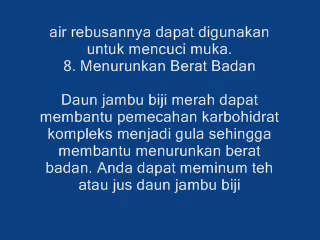 air rebusannya dapat digunakan
untuk mencuci muka.
8. Menurunkan Berat Badan
Daun jambu biji merah dapat
membantu pemecahan karbohidrat
kompleks menjadi gula sehingga
membantu menurunkan berat
badan. Anda dapat meminum teh
atau jus daun jambu biji